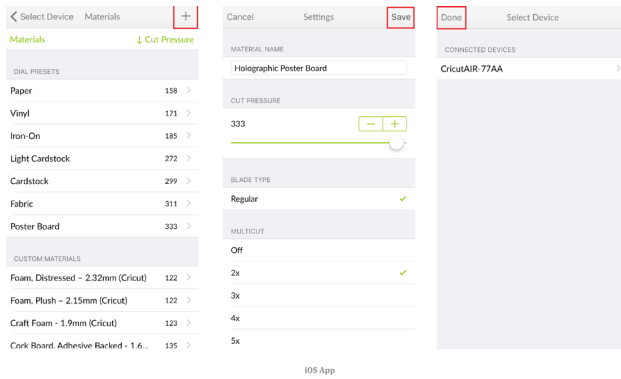 Select Device Materials +
Materials ↓ Cut Pressure
DIAL PRESETS
Paper 158
Vinyl 171
Iron-On 185
Light Cardstock 272
Cardstock 299
Fabric 311
Poster Board 333
CUSTOM MATERIALS
Foam, Distressed – 2.32mm (Cricut) 122
Foam, Plush – 2.15mm (Cricut) 122
Craft Foam - 1.9mm (Cricut) 123
Cork Board, Adhesive Backed - 1.6... 135
Cancel Settings Save
MATERIAL NAME
Holographic Poster Board
CUT PRESSURE
333 − +
BLADE TYPE
Regular
MULTICUT
Off
2x
3x
4x
5x
Done Select Device
CONNECTED DEVICES
CricutAIR-77AA
iOS App